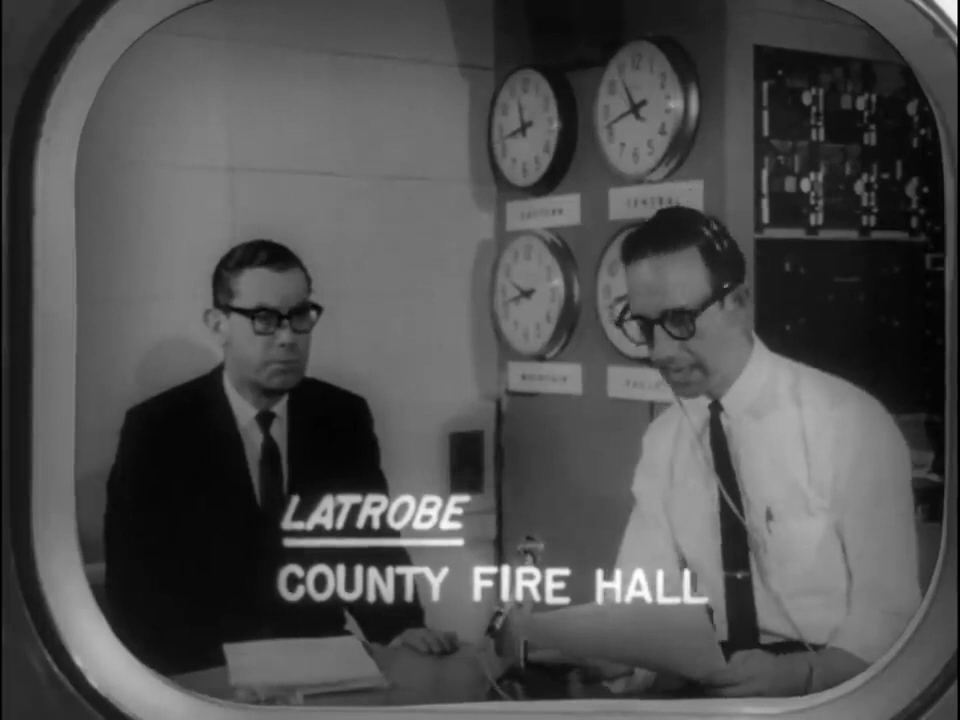 EASTERN
CENTRAL
MOUNTAIN
LATROBE
COUNTY FIRE HALL